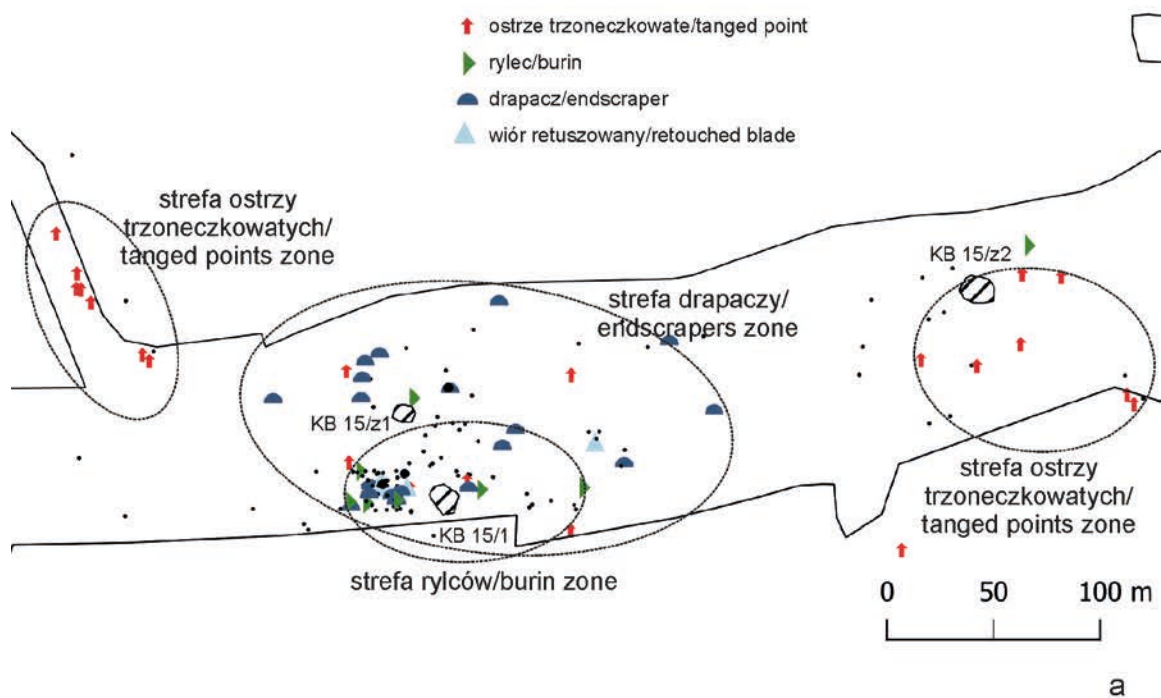 ostrze trzoneczkowate/tanged point
rylec/burin
drapacz/endscraper
wiór retuszowany/retouched blade
strefa ostrzy
trzoneczkowatych/
tanged points zone
strefa drapaczy/
endscrapers zone
KB 15/z2
KB 15/z1
KB 15/1
strefa rylców/burin zone
strefa ostrzy
trzoneczkowatych/
tanged points zone
0 50 100 m
a